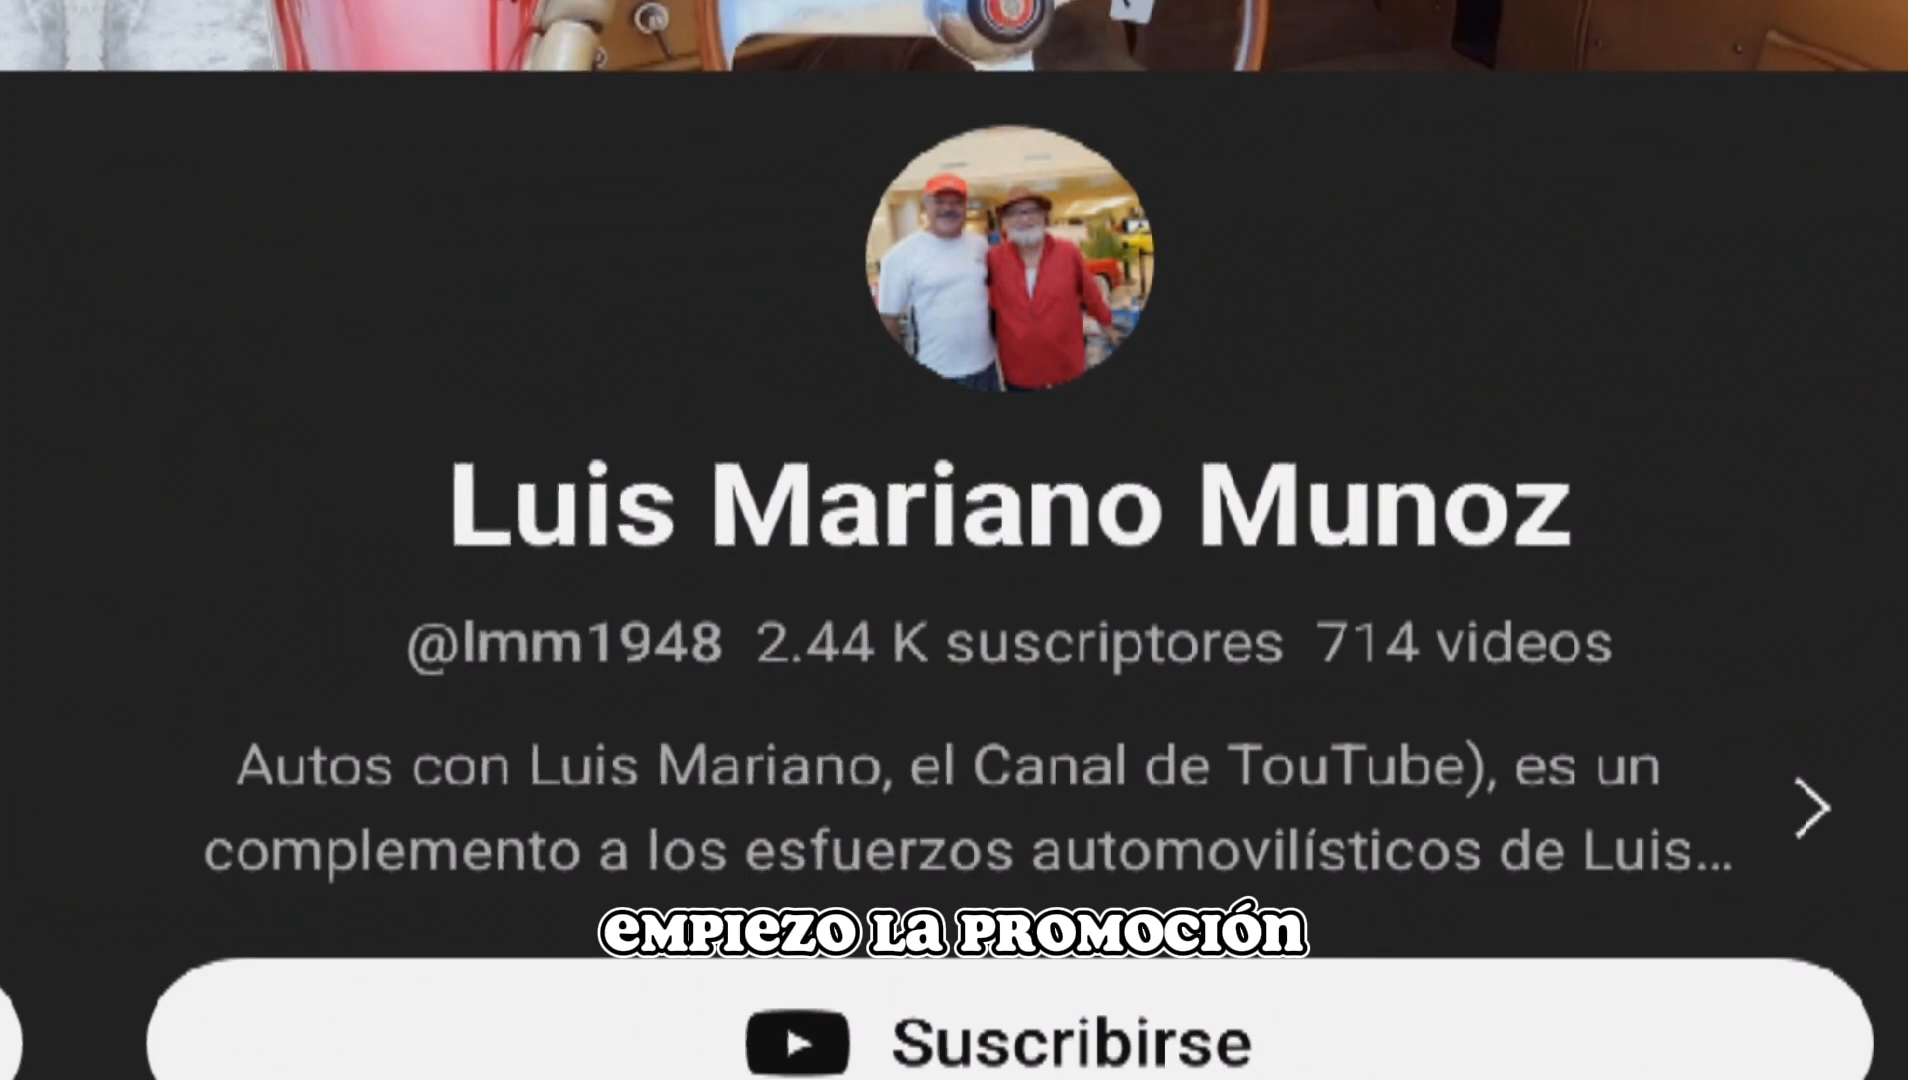 Luis Mariano Munoz
@lmm1948 2.44 K suscriptores 714 videos
Autos con Luis Mariano, el Canal de TouTube), es un
complemento a los esfuerzos automovilísticos de Luis...
EMPIEZO LA PROMOCIÓN
Suscribirse